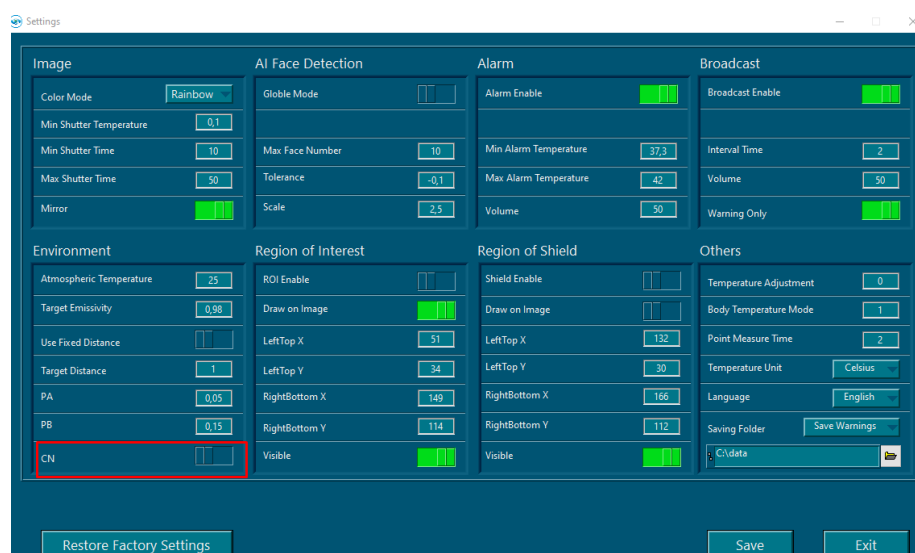 Settings
Image
Color Mode Rainbow
Min Shutter Temperature 0,1
Min Shutter Time 10
Max Shutter Time 50
Mirror
AI Face Detection
Globle Mode
Max Face Number 10
Tolerance -0,1
Scale 2,5
Alarm
Alarm Enable
Min Alarm Temperature 37,3
Max Alarm Temperature 42
Volume 50
Broadcast
Broadcast Enable
Interval Time 2
Volume 50
Warning Only
Environment
Atmospheric Temperature 25
Target Emissivity 0,98
Use Fixed Distance
Target Distance 1
PA 0,05
PB 0,15
CN
Region of Interest
ROI Enable
Draw on Image
LeftTop X 51
LeftTop Y 34
RightBottom X 149
RightBottom Y 114
Visible
Region of Shield
Shield Enable
Draw on Image
LeftTop X 132
LeftTop Y 30
RightBottom X 166
RightBottom Y 112
Visible
Others
Temperature Adjustment 0
Body Temperature Mode 1
Point Measure Time 2
Temperature Unit Celsius
Language English
Saving Folder Save Warnings
C:\data
Restore Factory Settings
Save
Exit